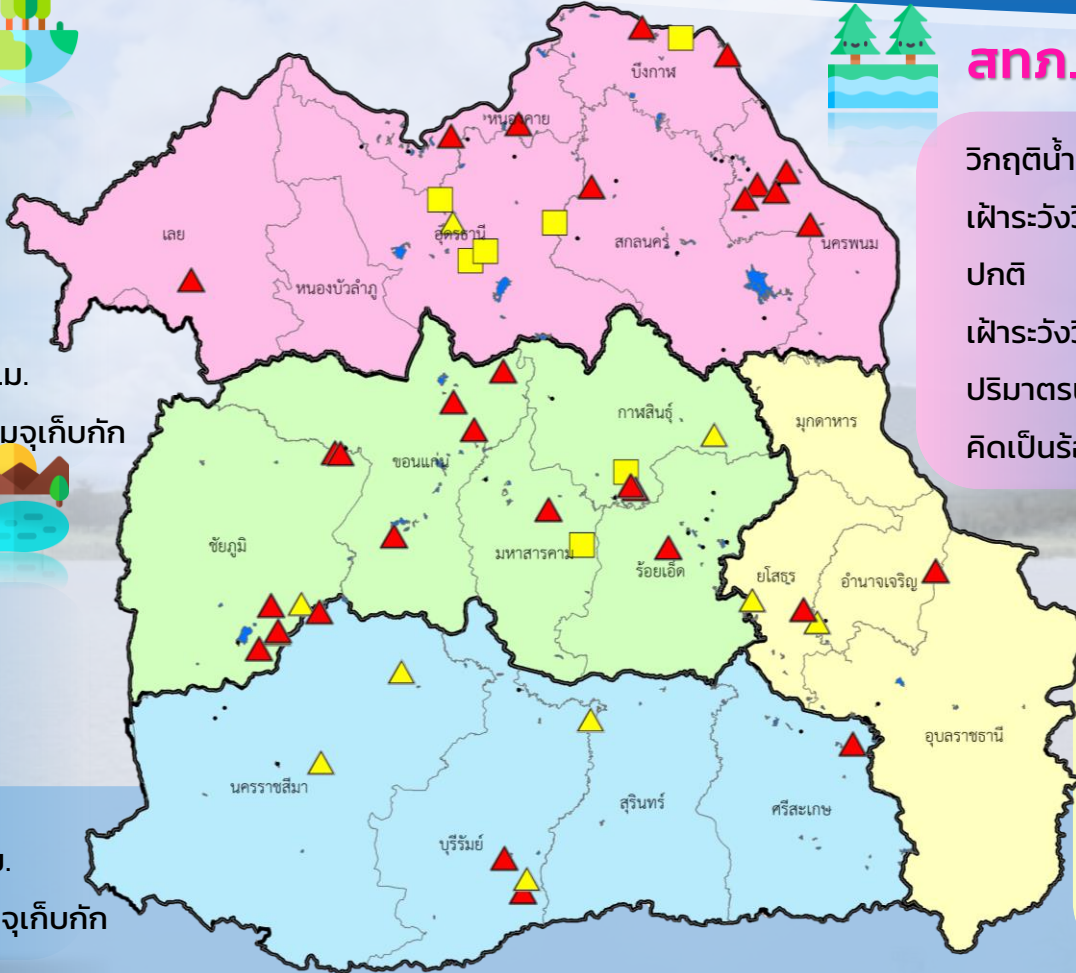 สทภ.
วิกฤติน้ำ
เฝ้าระวัง
ปกติ
เฝ้าระวัง
ปริมาตร
คิดเป็น
บึงกาฬ
หนองคาย
เลย
อุดรธานี
สกลนคร
นครพนม
หนองบัวลำภู
.ม.
มจุเก็บกัก
กาฬสินธุ์
มุกดาหาร
ขอนแก่น
ชัยภูมิ
มหาสารคาม
ร้อยเอ็ด
ยโสธร
อำนาจเจริญ
อุบลราชธานี
นครราชสีมา
สุรินทร์
ศรีสะเกษ
บุรีรัมย์
ม.
จุเก็บกัก